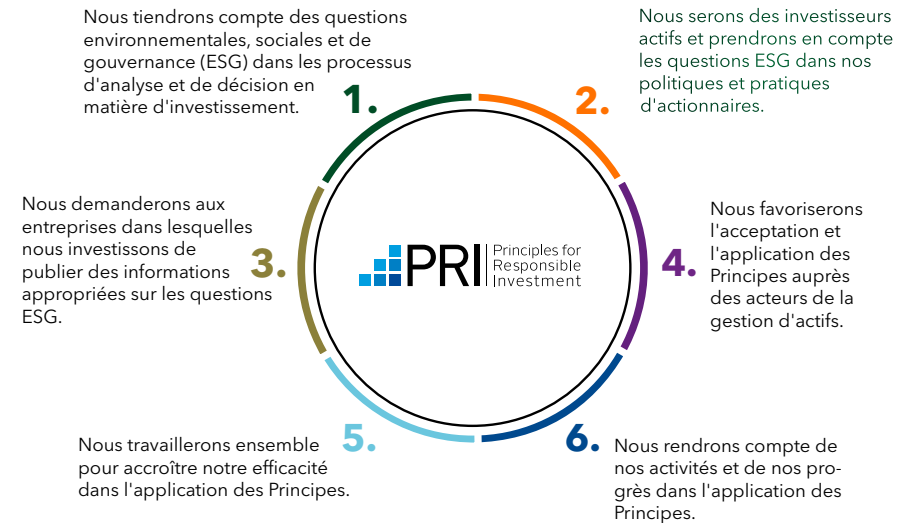 Nous tiendrons compte des questions
environnementales, sociales et de
gouvernance (ESG) dans les processus
d'analyse et de décision en
matière d'investissement.
1.
Nous serons des investisseurs
actifs et prendrons en compte
les questions ESG dans nos
politiques et pratiques
d'actionnaires.
2.
Nous demanderons aux
entreprises dans lesquelles
nous investissons de
publier des informations
appropriées sur les questions
ESG.
3.
PRI
Principles for
Responsible
Investment
4.
Nous favoriserons
l'acceptation et
l'application des
Principes auprès
des acteurs de la
gestion d'actifs.
5.
Nous travaillerons ensemble
pour accroître notre efficacité
dans l'application des Principes.
6.
Nous rendrons compte de
nos activités et de nos pro-
grès dans l'application des
Principes.